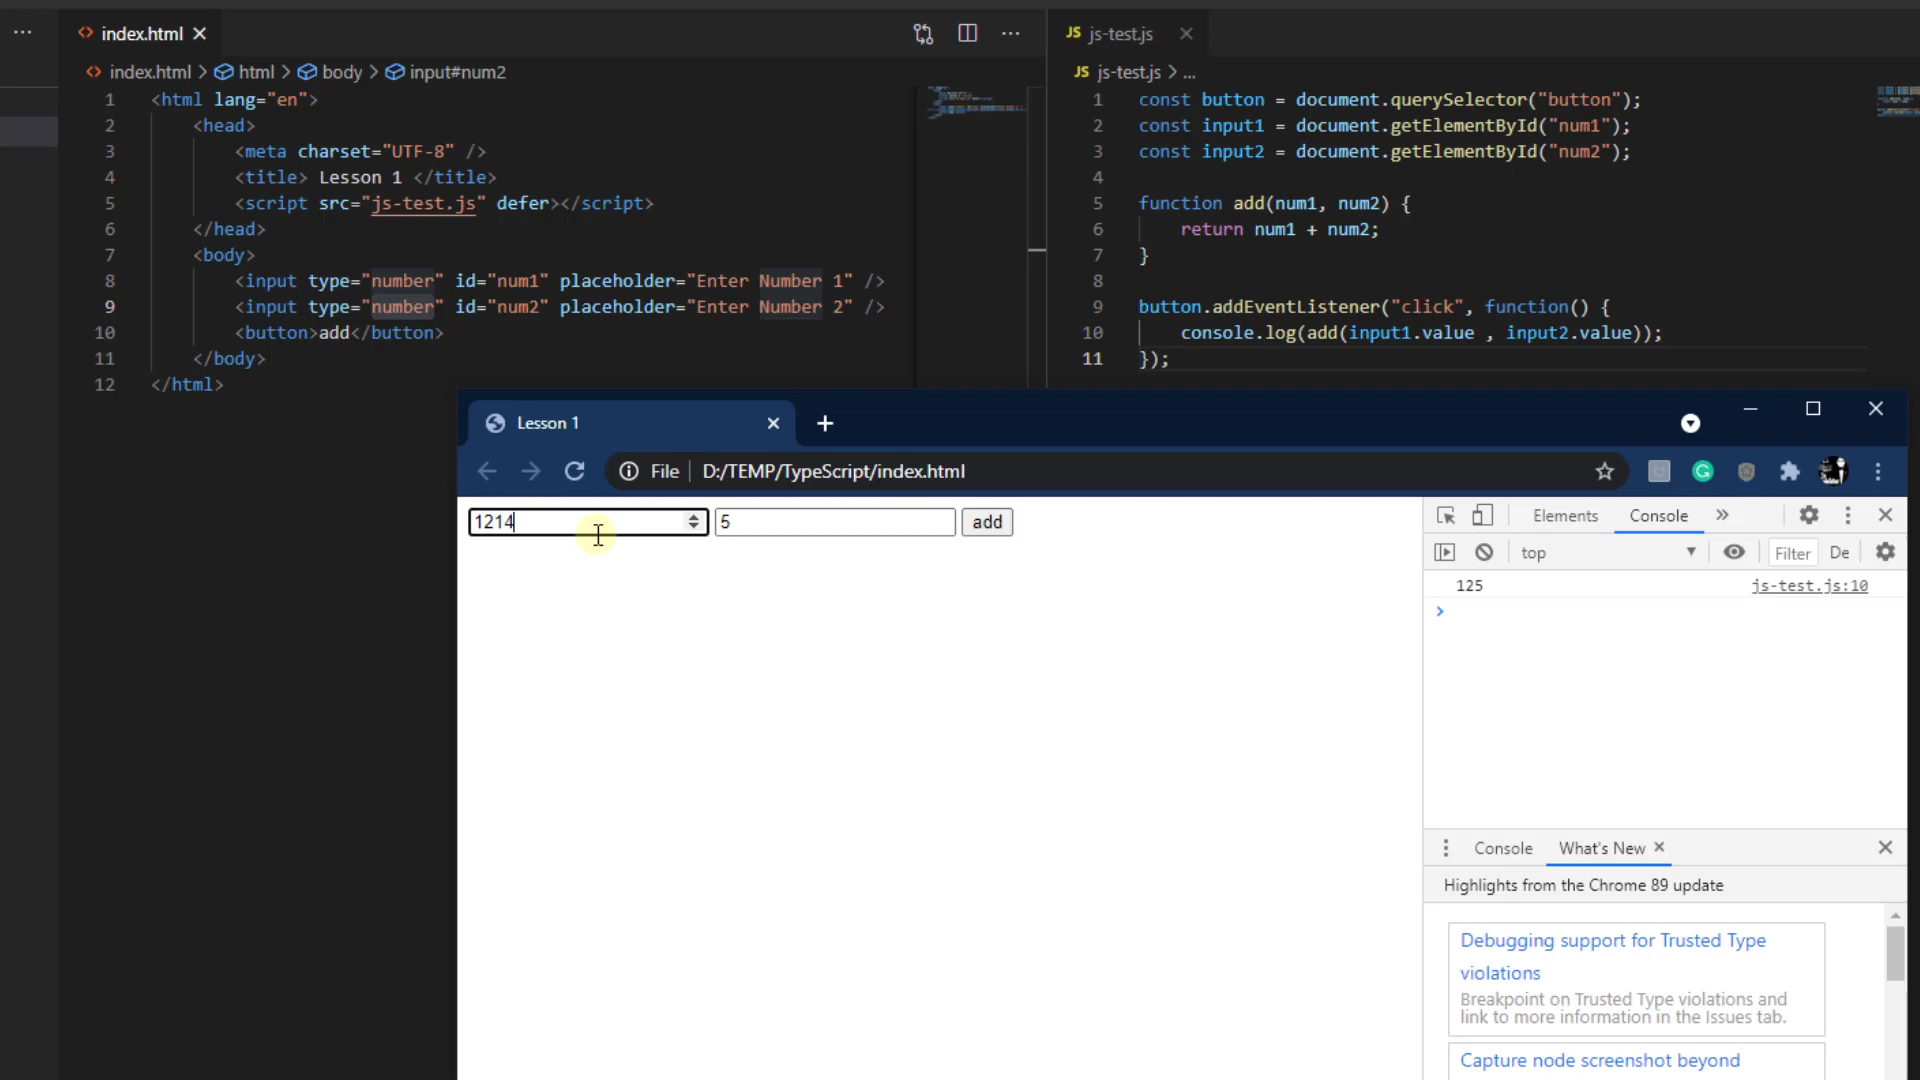 index.html
index.html > html > body > input#num2
1 <html lang="en">
2 <head>
3 <meta charset="UTF-8" />
4 <title> Lesson 1 </title>
5 <script src="js-test.js" defer></script>
6 </head>
7 <body>
8 <input type="number" id="num1" placeholder="Enter Number 1" />
9 <input type="number" id="num2" placeholder="Enter Number 2" />
10 <button>add</button>
11 </body>
12 </html>
JS js-test.js
JS js-test.js > ...
1 const button = document.querySelector("button");
2 const input1 = document.getElementById("num1");
3 const input2 = document.getElementById("num2");
4
5 function add(num1, num2) {
6 return num1 + num2;
7 }
8
9 button.addEventListener("click", function() {
10 console.log(add(input1.value , input2.value));
11 });
Lesson 1
File D:/TEMP/TypeScript/index.html
1214 5 add
Elements Console
top Filter De
125 js-test.js:10
Console What's New
Highlights from the Chrome 89 update
Debugging support for Trusted Type
violations
Breakpoint on Trusted Type violations and
link to more information in the Issues tab.
Capture node screenshot beyond